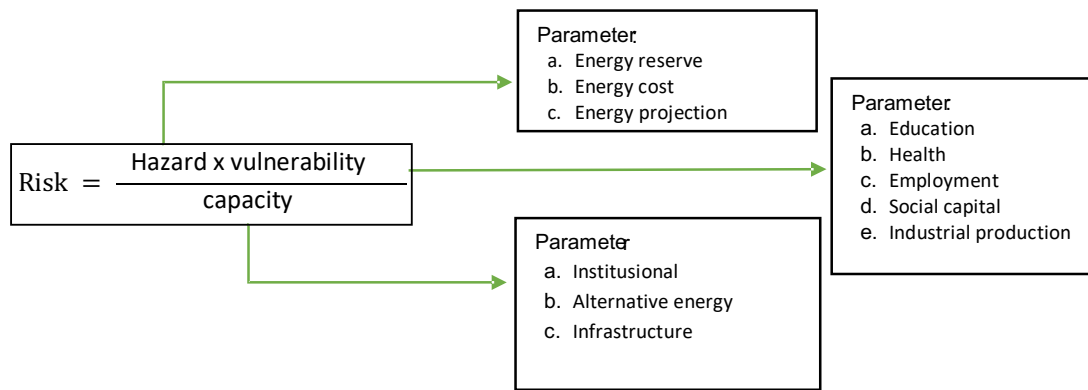 Parameter:
a. Energy reserve
b. Energy cost
c. Energy projection
Parameter:
a. Education
b. Health
c. Employment
d. Social capital
e. Industrial production
Risk = Hazard x vulnerability
capacity
Parameter:
a. Institusional
b. Alternative energy
c. Infrastructure